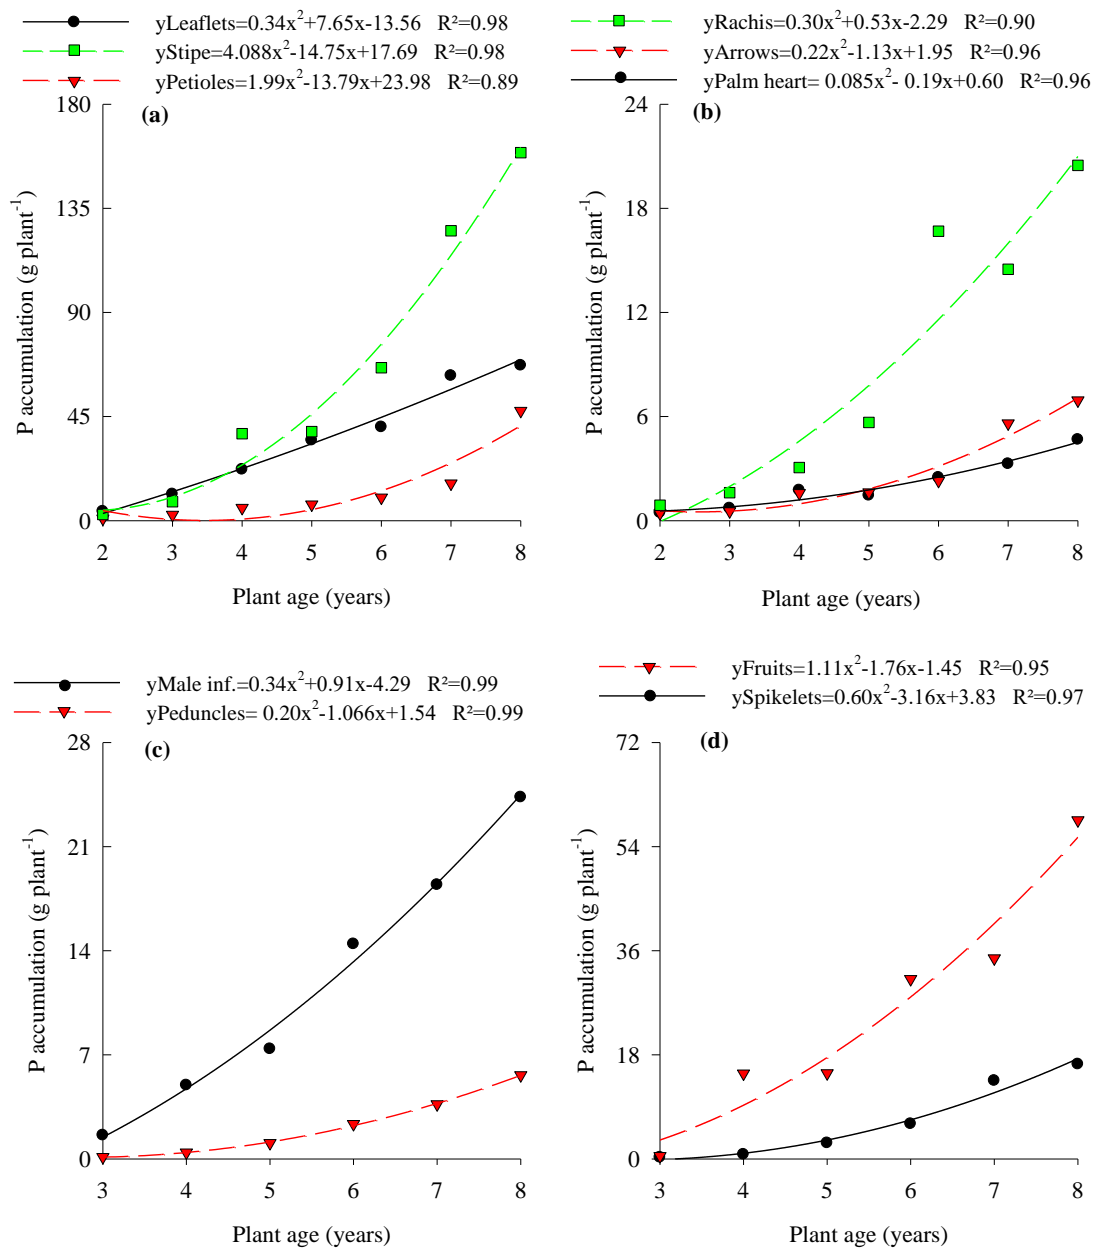 yLeaflets=0.34x²+7.65x-13.56 R²=0.98
yStipe=4.088x²-14.75x+17.69 R²=0.98
yPetioles=1.99x²-13.79x+23.98 R²=0.89
(a)
180
135
90
45
0
P accumulation (g plant⁻¹)
2 3 4 5 6 7 8
Plant age (years)
yRachis=0.30x²+0.53x-2.29 R²=0.90
yArrows=0.22x²-1.13x+1.95 R²=0.96
yPalm heart= 0.085x²- 0.19x+0.60 R²=0.96
(b)
24
18
12
6
0
P accumulation (g plant⁻¹)
2 3 4 5 6 7 8
Plant age (years)
yMale inf.=0.34x²+0.91x-4.29 R²=0.99
yPeduncles= 0.20x²-1.066x+1.54 R²=0.99
(c)
28
21
14
7
0
P accumulation (g plant⁻¹)
3 4 5 6 7 8
Plant age (years)
yFruits=1.11x²-1.76x-1.45 R²=0.95
ySpikelets=0.60x²-3.16x+3.83 R²=0.97
(d)
72
54
36
18
0
P accumulation (g plant⁻¹)
3 4 5 6 7 8
Plant age (years)